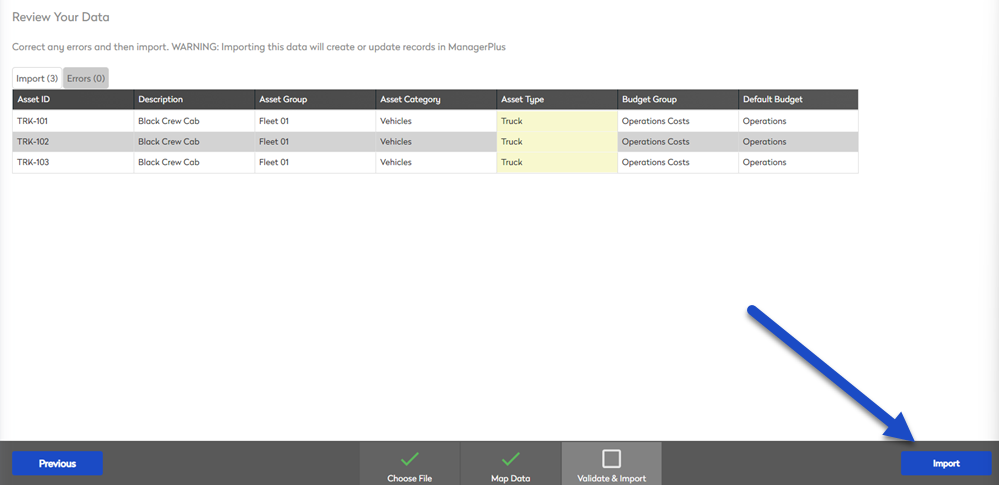 Review Your Data
Correct any errors and then import. WARNING: Importing this data will create or update records in ManagerPlus
Import (3) Errors (0)
Asset ID Description Asset Group Asset Category Asset Type Budget Group Default Budget
TRK-101 Black Crew Cab Fleet 01 Vehicles Truck Operations Costs Operations
TRK-102 Black Crew Cab Fleet 01 Vehicles Truck Operations Costs Operations
TRK-103 Black Crew Cab Fleet 01 Vehicles Truck Operations Costs Operations
Previous Choose File Map Data Validate & Import Import